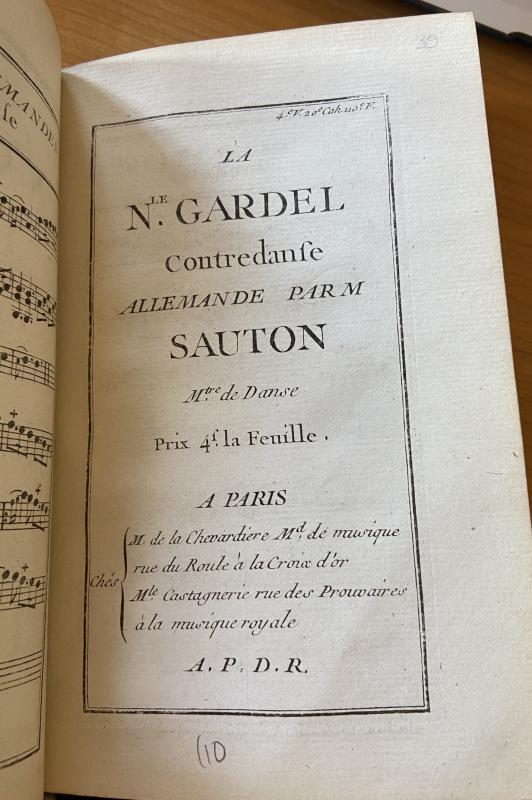 39
4.e V. 20.e Cah. 110.e F.
LA
N.LE GARDEL
Contredanſe
ALLEMANDE PAR M
SAUTON
M.tre de Danse
Prix 4.ſ la Feuille.
A PARIS
Chés
M. de la Chevardiere M.d de musique
rue du Roule à la Croix d'or
M.le Castagnerie rue des Prouvaires
à la musique royale
A. P. D. R.
(10